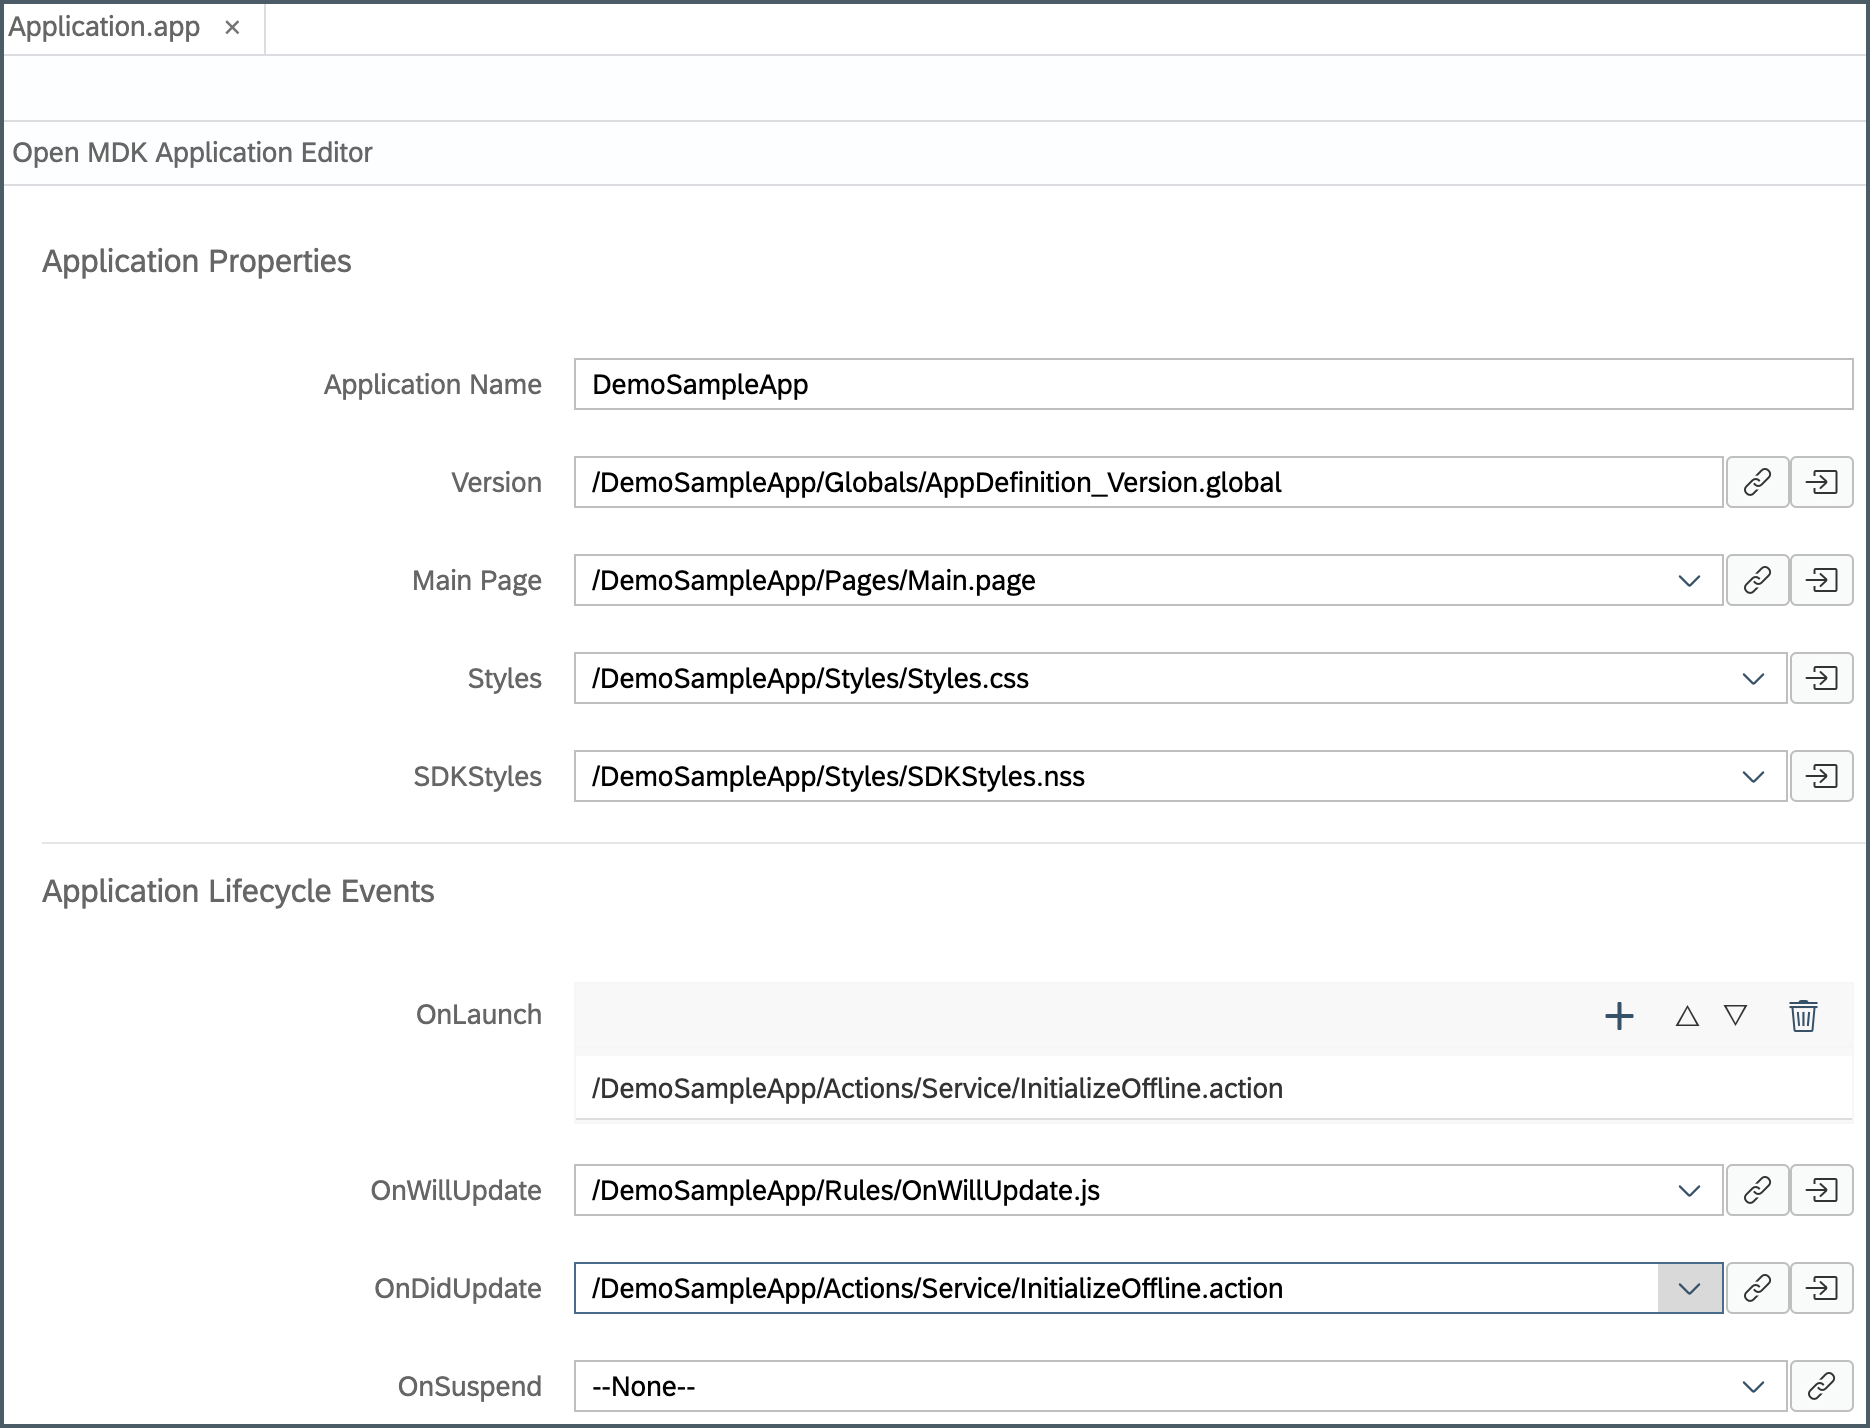 Application.app ×
Open MDK Application Editor
Application Properties
Application Name DemoSampleApp
Version /DemoSampleApp/Globals/AppDefinition_Version.global
Main Page /DemoSampleApp/Pages/Main.page
Styles /DemoSampleApp/Styles/Styles.css
SDKStyles /DemoSampleApp/Styles/SDKStyles.nss
Application Lifecycle Events
OnLaunch
/DemoSampleApp/Actions/Service/InitializeOffline.action
OnWillUpdate /DemoSampleApp/Rules/OnWillUpdate.js
OnDidUpdate /DemoSampleApp/Actions/Service/InitializeOffline.action
OnSuspend --None--